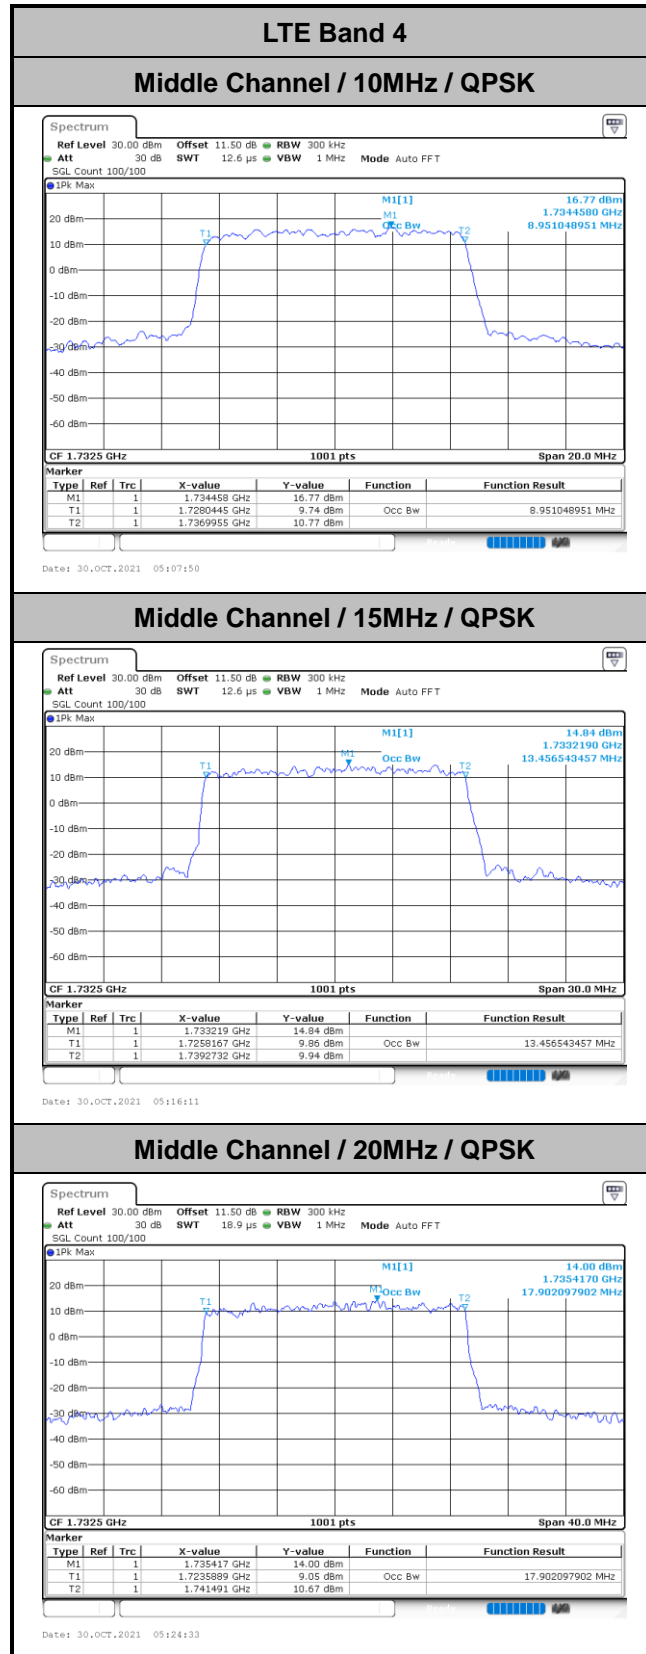 LTE Band 4
Middle Channel / 10MHz / QPSK
Spectrum
Ref Level 30.00 dBm Offset 11.50 dB RBW 300 kHz
Att 30 dB SWT 12.6 µs VBW 1 MHz Mode Auto FFT
SGL Count 100/100
1Pk Max
M1[1] 16.77 dBm
1.7344580 GHz
Occ Bw 8.951048951 MHz
M1
T1
T2
20 dBm
10 dBm
0 dBm
-10 dBm
-20 dBm
-30 dBm
-40 dBm
-50 dBm
-60 dBm
CF 1.7325 GHz 1001 pts Span 20.0 MHz
Marker
Type Ref Trc X-value Y-value Function Function Result
M1 1 1.734458 GHz 16.77 dBm
T1 1 1.7280445 GHz 9.74 dBm Occ Bw 8.951048951 MHz
T2 1 1.7369955 GHz 10.77 dBm
Date: 30.OCT.2021 05:07:50
Middle Channel / 15MHz / QPSK
Spectrum
Ref Level 30.00 dBm Offset 11.50 dB RBW 300 kHz
Att 30 dB SWT 12.6 µs VBW 1 MHz Mode Auto FFT
SGL Count 100/100
1Pk Max
M1[1] 14.84 dBm
1.7332190 GHz
Occ Bw 13.456543457 MHz
M1
T1
T2
20 dBm
10 dBm
0 dBm
-10 dBm
-20 dBm
-30 dBm
-40 dBm
-50 dBm
-60 dBm
CF 1.7325 GHz 1001 pts Span 30.0 MHz
Marker
Type Ref Trc X-value Y-value Function Function Result
M1 1 1.733219 GHz 14.84 dBm
T1 1 1.7258167 GHz 9.86 dBm Occ Bw 13.456543457 MHz
T2 1 1.7392732 GHz 9.94 dBm
Date: 30.OCT.2021 05:16:11
Middle Channel / 20MHz / QPSK
Spectrum
Ref Level 30.00 dBm Offset 11.50 dB RBW 300 kHz
Att 30 dB SWT 18.9 µs VBW 1 MHz Mode Auto FFT
SGL Count 100/100
1Pk Max
M1[1] 14.00 dBm
1.7354170 GHz
Occ Bw 17.902097902 MHz
M1
T1
T2
20 dBm
10 dBm
0 dBm
-10 dBm
-20 dBm
-30 dBm
-40 dBm
-50 dBm
-60 dBm
CF 1.7325 GHz 1001 pts Span 40.0 MHz
Marker
Type Ref Trc X-value Y-value Function Function Result
M1 1 1.735417 GHz 14.00 dBm
T1 1 1.7235889 GHz 9.05 dBm Occ Bw 17.902097902 MHz
T2 1 1.741491 GHz 10.67 dBm
Date: 30.OCT.2021 05:24:33